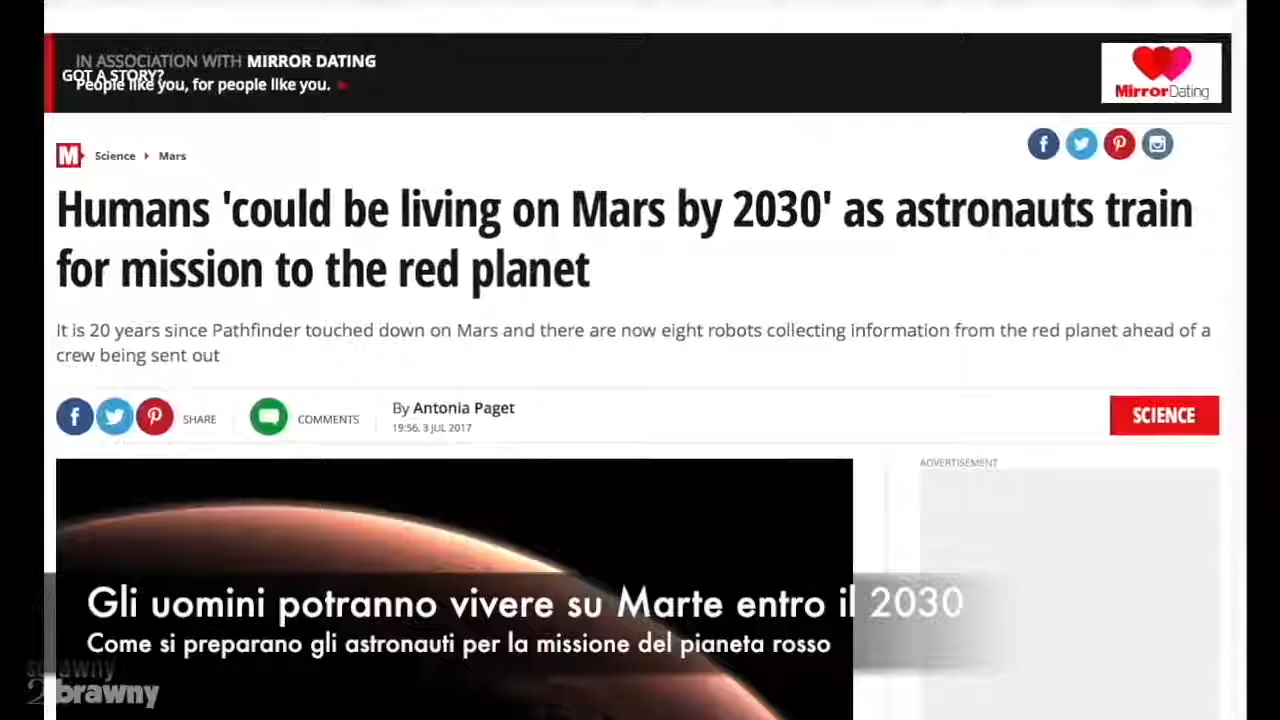 IN ASSOCIATION WITH MIRROR DATING
GOT A STORY?
People like you, for people like you.
MirrorDating
M
Science
Mars
Humans 'could be living on Mars by 2030' as astronauts train
for mission to the red planet
It is 20 years since Pathfinder touched down on Mars and there are now eight robots collecting information from the red planet ahead of a
crew being sent out
SHARE
COMMENTS
By Antonia Paget
19:56, 3 JUL 2017
SCIENCE
ADVERTISEMENT
Gli uomini potranno vivere su Marte entro il 2030
Come si preparano gli astronauti per la missione del pianeta rosso
scrawny
2brawny